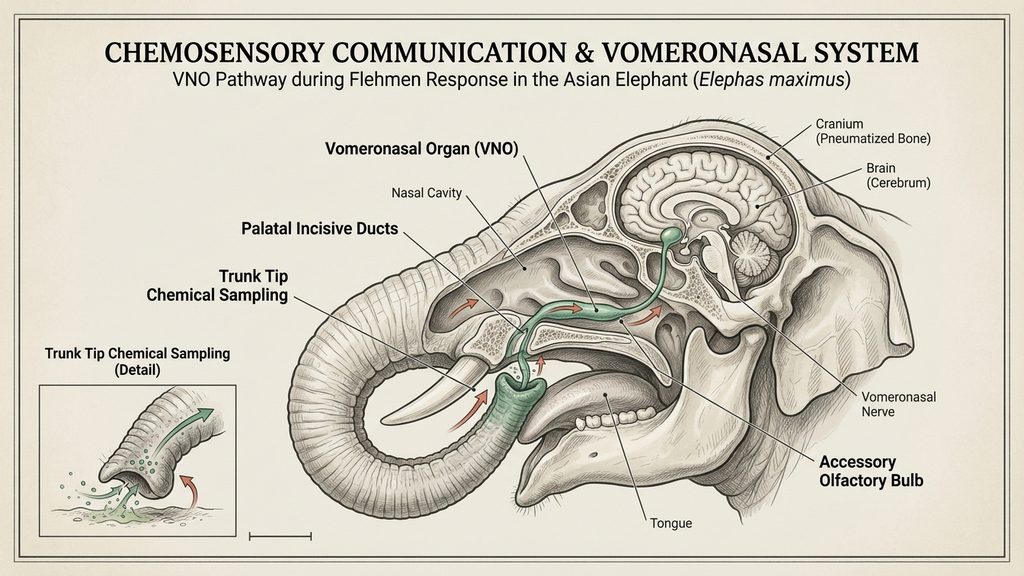 CHEMOSENSORY COMMUNICATION & VOMERONASAL SYSTEM
VNO Pathway during Flehmen Response in the Asian Elephant (Elephas maximus)
Cranium
(Pneumatized Bone)
Vomeronasal Organ (VNO)
Brain
(Cerebrum)
Nasal Cavity
Palatal Incisive Ducts
Trunk Tip
Chemical Sampling
Trunk Tip Chemical Sampling
(Detail)
Vomeronasal
Nerve
Accessory
Olfactory Bulb
Tongue